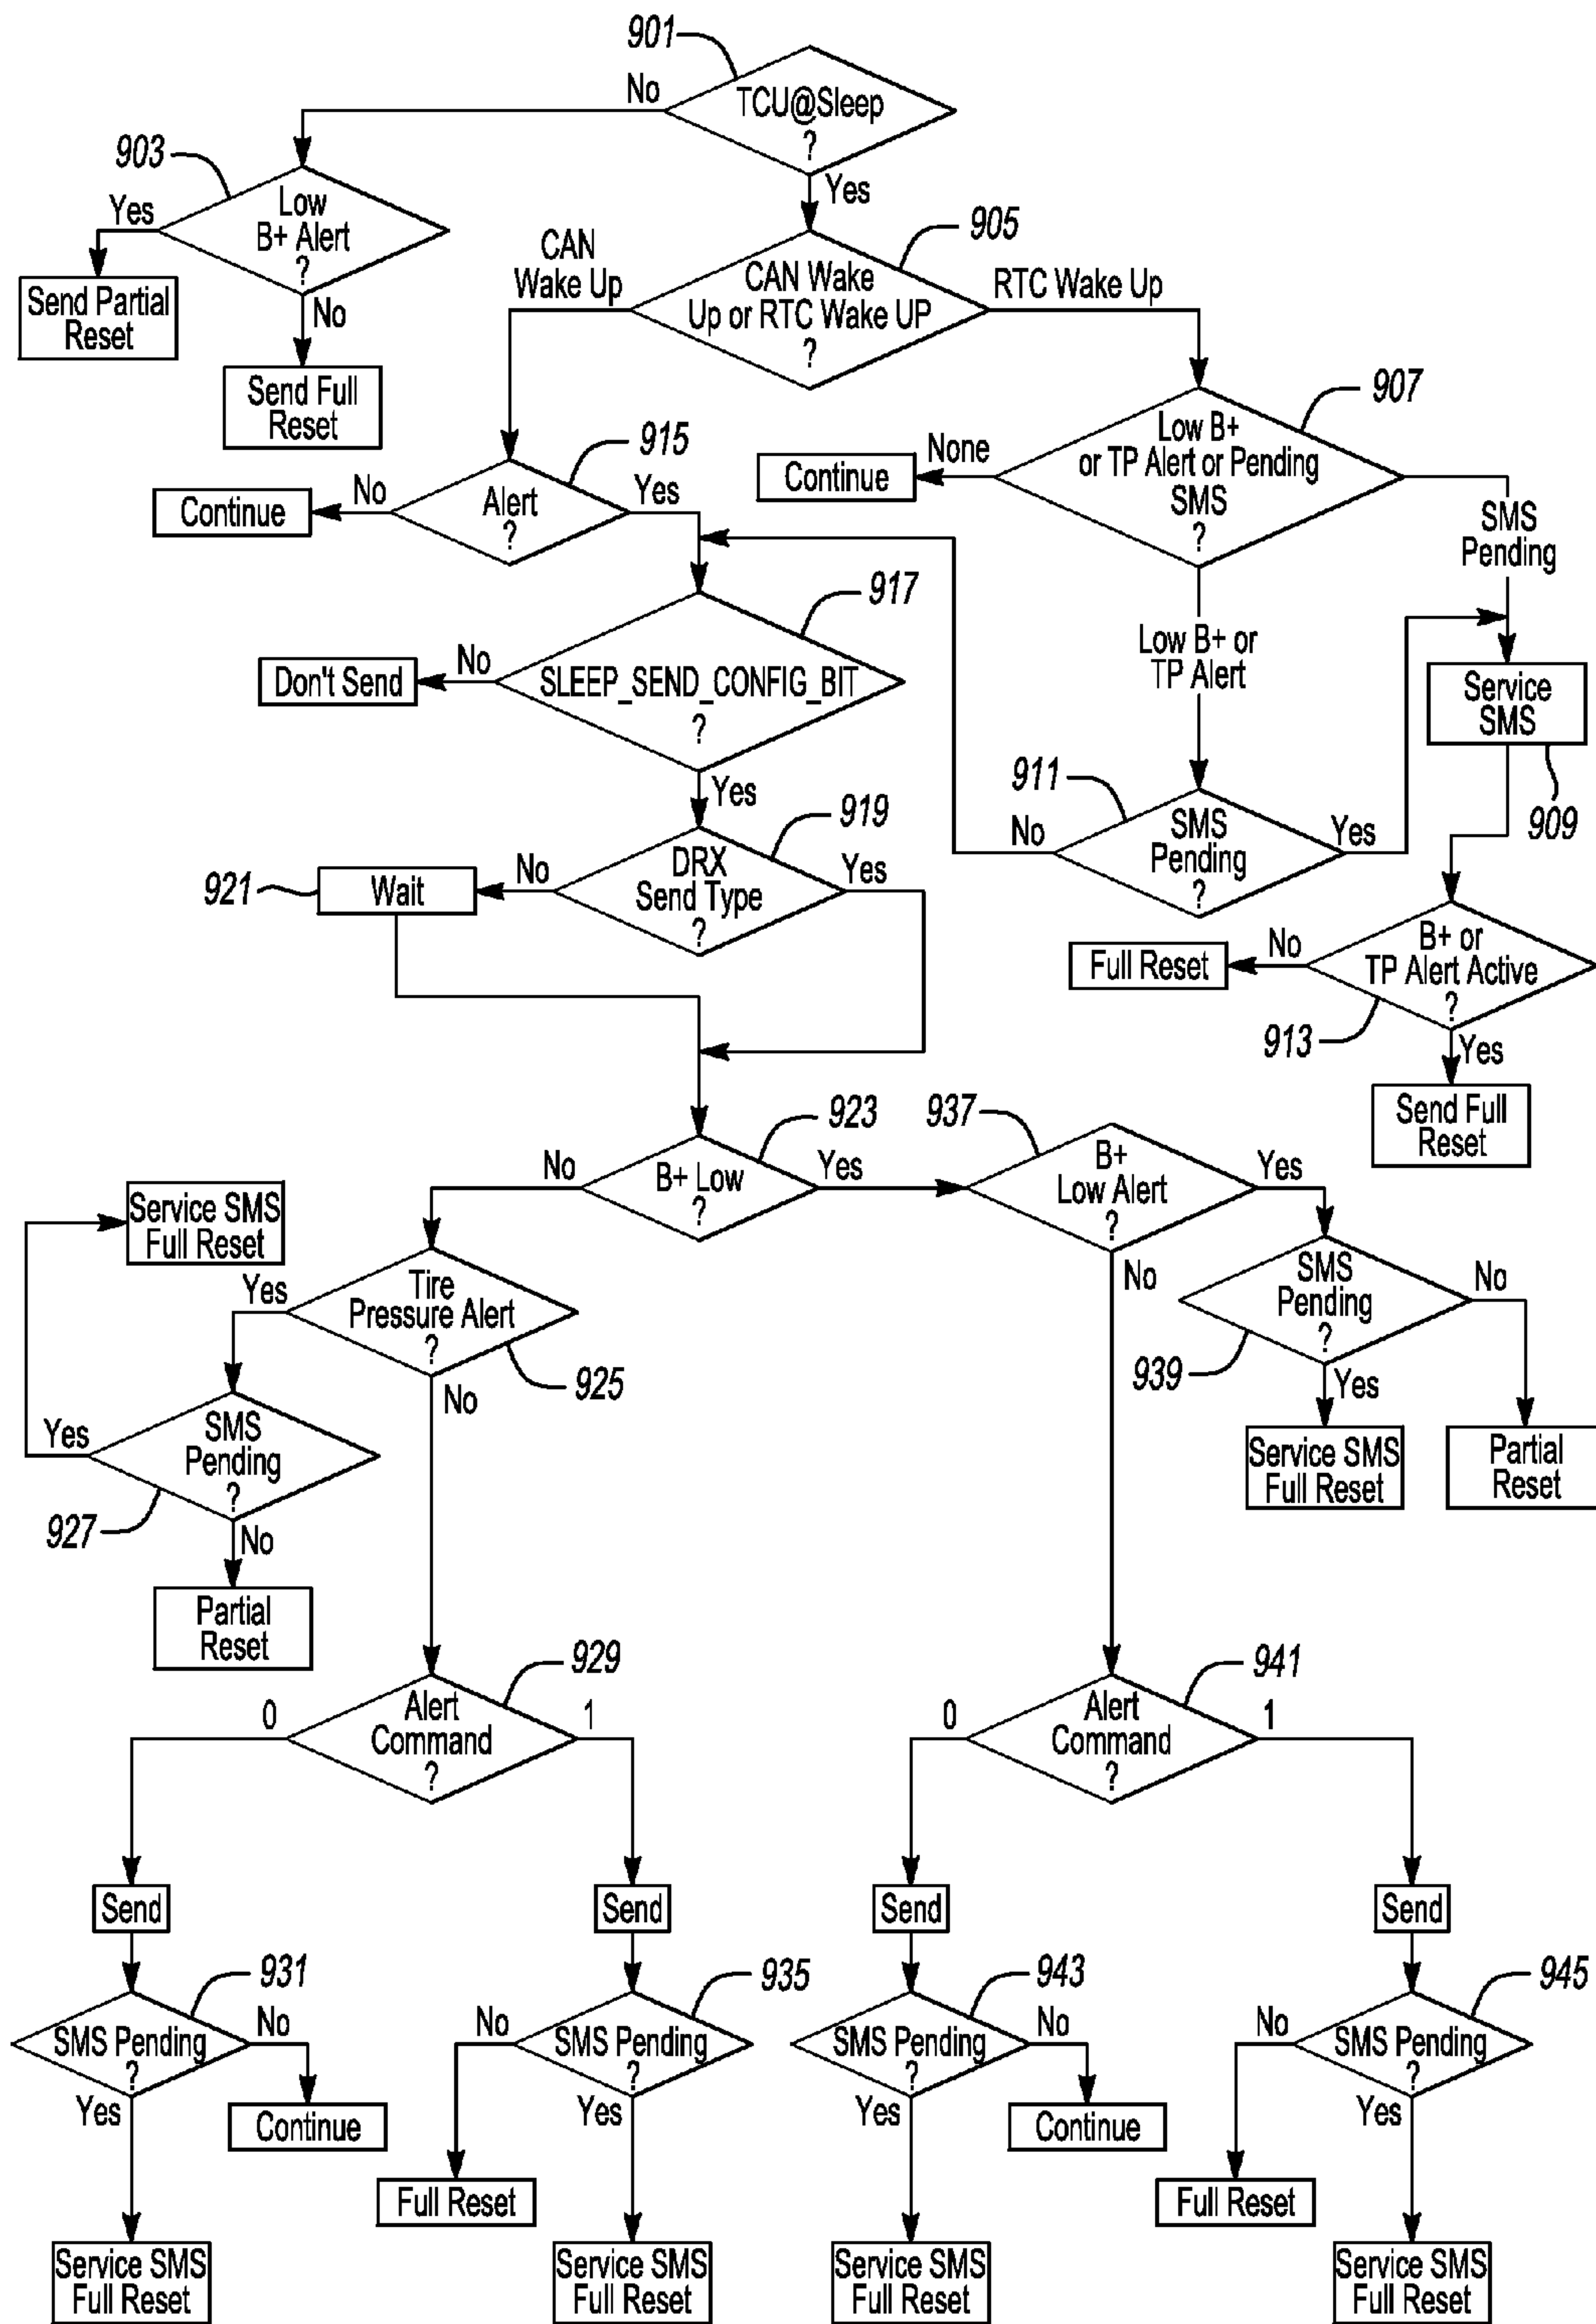 901
TCU@Sleep
?
No
Yes
903
Low
B+ Alert
?
Yes
No
Send Partial
Reset
Send Full
Reset
905
CAN Wake
Up or RTC Wake UP
?
CAN
Wake Up
RTC Wake Up
907
Low B+
or TP Alert or Pending
SMS
?
None
Continue
SMS
Pending
Low B+ or
TP Alert
915
Alert
?
No
Continue
Yes
917
SLEEP_SEND_CONFIG_BIT
?
No
Don't Send
Yes
Service
SMS
909
911
SMS
Pending
?
No
Yes
919
DRX
Send Type
?
No
Yes
921
Wait
B+ or
TP Alert Active
?
913
No
Full Reset
Yes
Send Full
Reset
923
B+ Low
?
No
Yes
937
B+
Low Alert
?
Yes
No
Service SMS
Full Reset
Tire
Pressure Alert
?
925
Yes
No
SMS
Pending
?
939
No
Yes
Service SMS
Full Reset
Partial
Reset
SMS
Pending
?
927
Yes
No
Partial
Reset
929
Alert
Command
?
0
1
941
Alert
Command
?
0
1
Send
Send
Send
Send
931
SMS Pending
?
No
Yes
Continue
Service SMS
Full Reset
935
SMS Pending
?
No
Yes
Full Reset
Service SMS
Full Reset
943
SMS Pending
?
No
Yes
Continue
Service SMS
Full Reset
945
SMS Pending
?
No
Yes
Full Reset
Service SMS
Full Reset